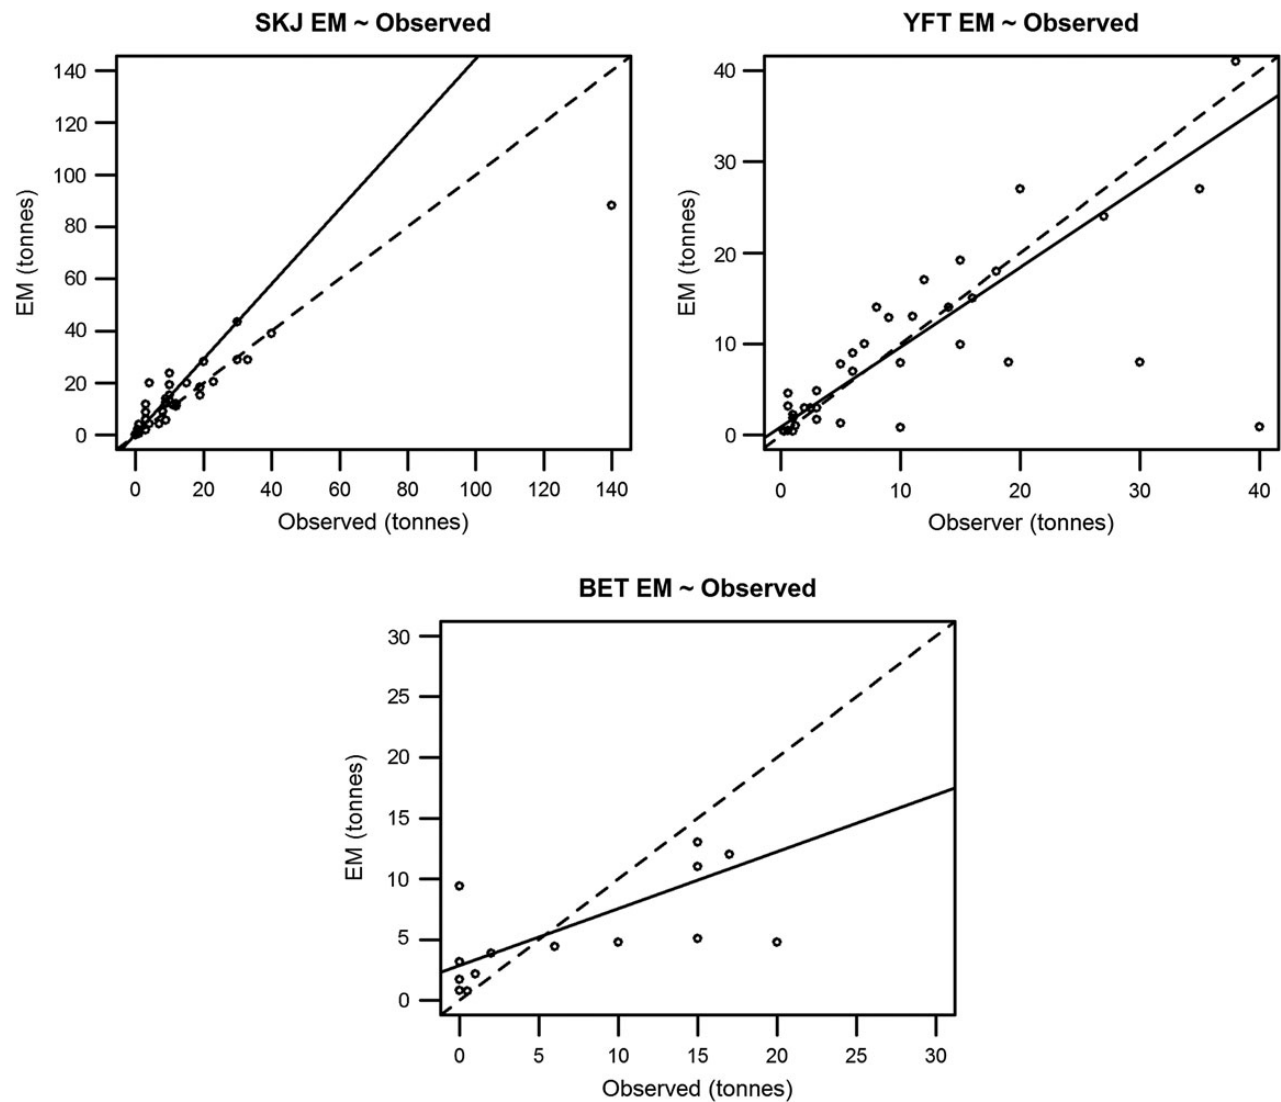 SKJ EM ~ Observed
EM (tonnes)
140
120
100
80
60
40
20
0
0 20 40 60 80 100 120 140
Observed (tonnes)
YFT EM ~ Observed
EM (tonnes)
40
30
20
10
0
0 10 20 30 40
Observer (tonnes)
BET EM ~ Observed
EM (tonnes)
30
25
20
15
10
5
0
0 5 10 15 20 25 30
Observed (tonnes)